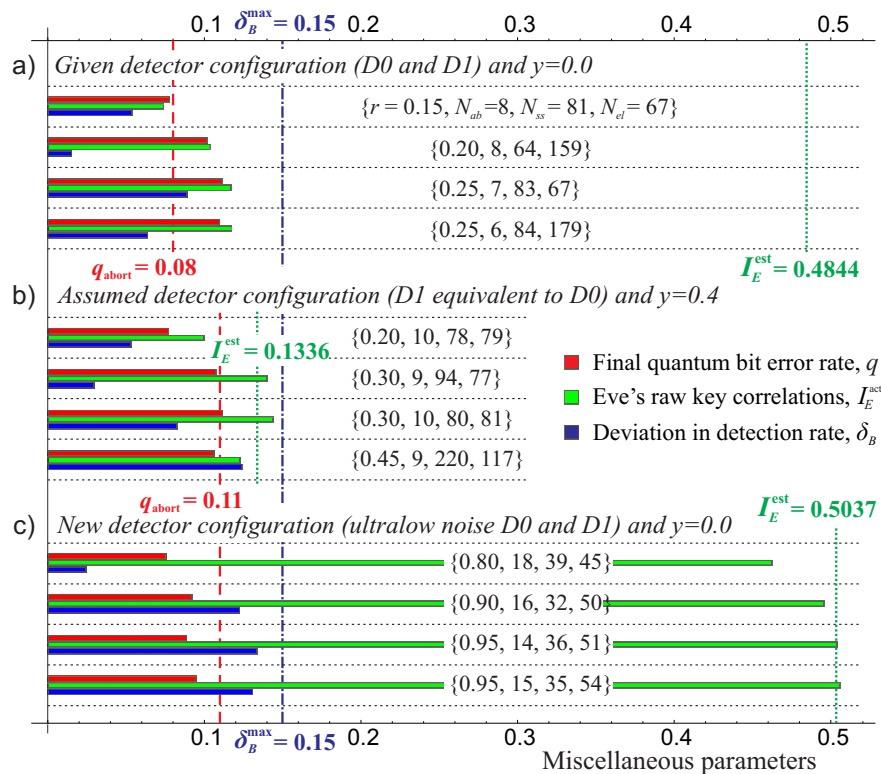 0.1 0.2 0.3 0.4 0.5
δ_B^max = 0.15
a) Given detector configuration (D0 and D1) and y=0.0
{r = 0.15, N_ab=8, N_ss= 81, N_el= 67}
{0.20, 8, 64, 159}
{0.25, 7, 83, 67}
{0.25, 6, 84, 179}
q_abort = 0.08
I_E^est = 0.4844
b) Assumed detector configuration (D1 equivalent to D0) and y=0.4
{0.20, 10, 78, 79}
I_E^est = 0.1336
{0.30, 9, 94, 77}
{0.30, 10, 80, 81}
{0.45, 9, 220, 117}
Final quantum bit error rate, q
Eve's raw key correlations, I_E^act
Deviation in detection rate, δ_B
q_abort = 0.11
I_E^est = 0.5037
c) New detector configuration (ultralow noise D0 and D1) and y=0.0
{0.80, 18, 39, 45}
{0.90, 16, 32, 50}
{0.95, 14, 36, 51}
{0.95, 15, 35, 54}
0.1 0.2 0.3 0.4 0.5
δ_B^max = 0.15
Miscellaneous parameters